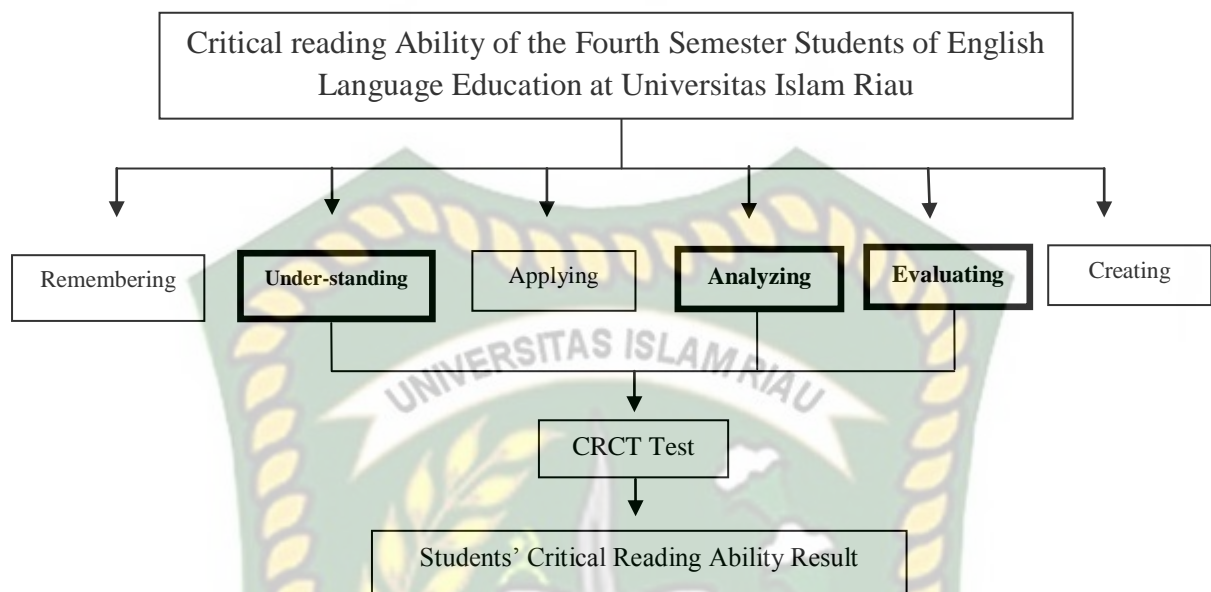 Critical reading Ability of the Fourth Semester Students of English
Language Education at Universitas Islam Riau
Remembering
Under-standing
Applying
Analyzing
Evaluating
Creating
UNIVERSITAS ISLAM RIAU
CRCT Test
Students’ Critical Reading Ability Result